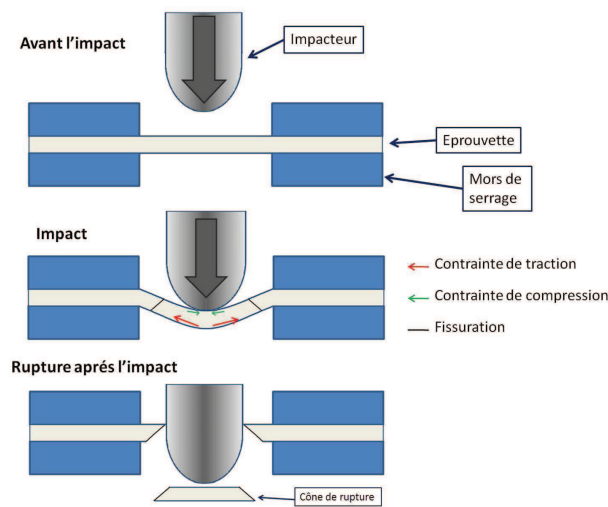 Avant l’impact
Impacteur
Eprouvette
Mors de
serrage
Impact
Contrainte de traction
Contrainte de compression
Fissuration
Rupture aprés l’impact
Cône de rupture